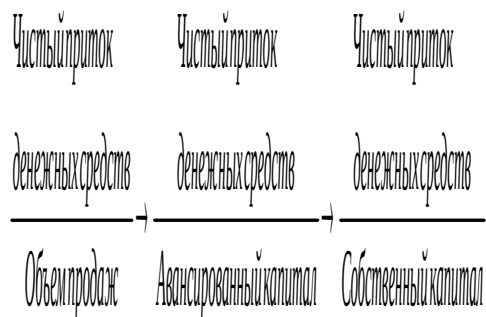 Чистый приток Чистый приток Чистый приток
денежных средств денежных средств денежных средств
→ →
Объем продаж Авансированный капитал Собственный капитал